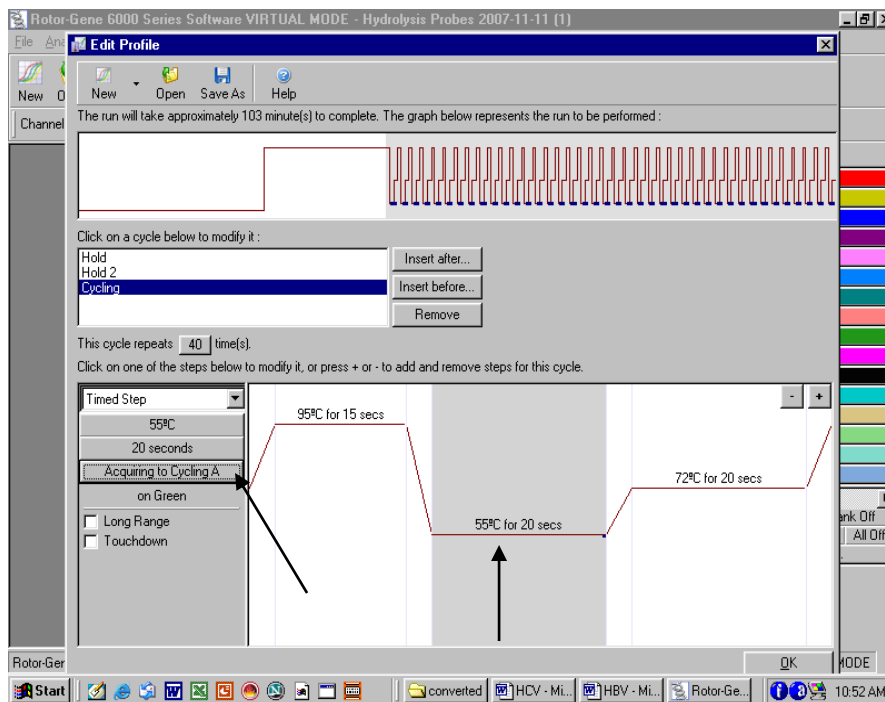 Rotor-Gene 6000 Series Software VIRTUAL MODE - Hydrolysis Probes 2007-11-11 (1)
File Ana
Edit Profile
New
New Open Save As Help
Channel
The run will take approximately 103 minute(s) to complete. The graph below represents the run to be performed :
Click on a cycle below to modify it :
Hold
Hold 2
Cycling
Insert after...
Insert before...
Remove
This cycle repeats 40 time(s).
Click on one of the steps below to modify it, or press + or - to add and remove steps for this cycle.
Timed Step
55ºC
20 seconds
Acquiring to Cycling A
on Green
Long Range
Touchdown
95ºC for 15 secs
55ºC for 20 secs
72ºC for 20 secs
- +
ank Off
All Off
OK
Rotor-Ger
MODE
Start converted HCV - Mi... HBV - Mi... Rotor-Ge... 10:52 AM